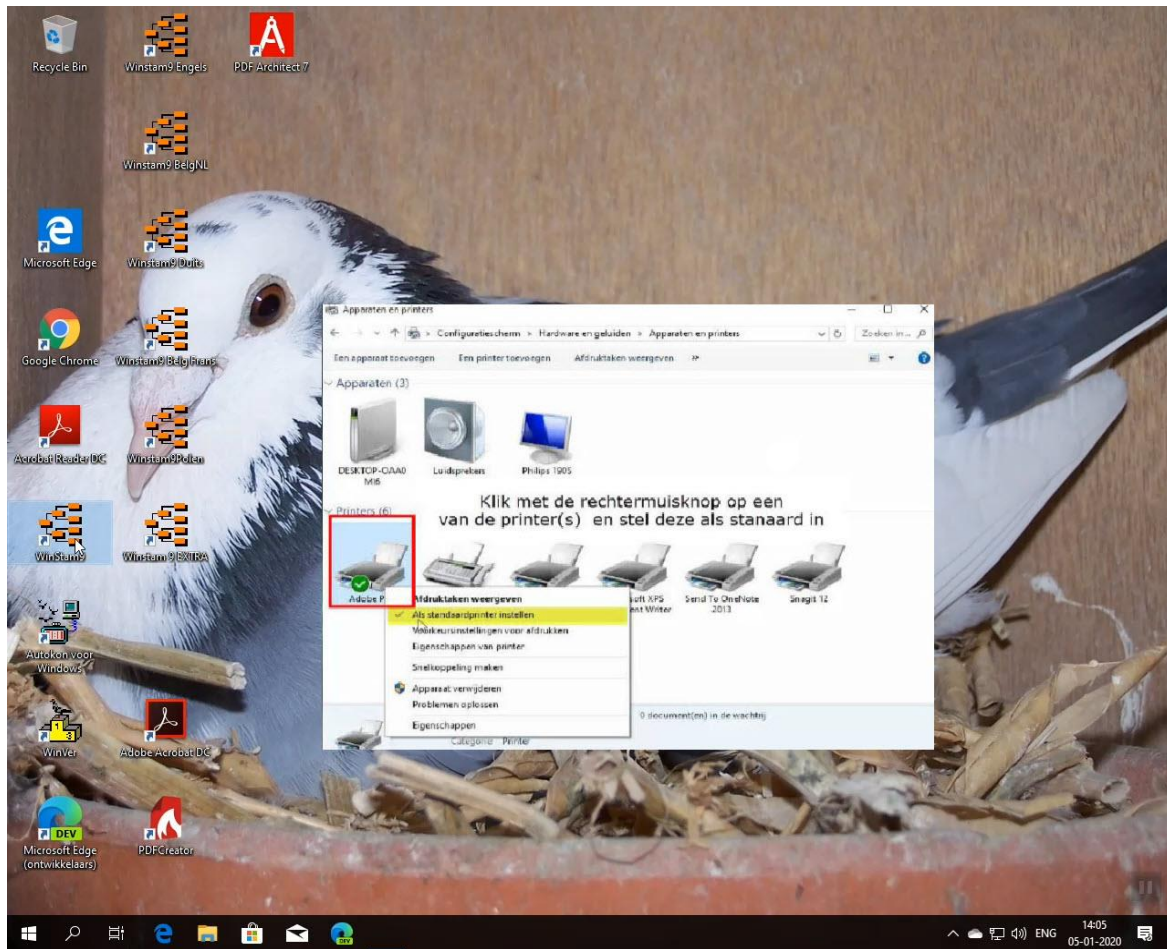 Recycle Bin
Winstam9 Engels
PDF Architect 7
Winstam9 BelgNL
Microsoft Edge
Winstam9 Duits
Google Chrome
Winstam9 Belg Frans
Acrobat Reader DC
Winstam9Polen
WinStam9
Winstam 9 EXTRA
Autokon voor
Windows
WinVer
Adobe Acrobat DC
DEV
Microsoft Edge
(ontwikkelaars)
PDFCreator
Apparaten en printers
Configuratiescherm > Hardware en geluiden > Apparaten en printers
Zoeken in...
Een apparaat toevoegen
Een printer toevoegen
Afdruktaken weergeven
Apparaten (3)
DESKTOP-OAA0
MI6
Luidsprekers
Philips 190S
Klik met de rechtermuisknop op een
van de printer(s) en stel deze als stanaard in
Printers (6)
Adobe P
oft XPS
ent Writer
Send To OneNote
2013
Snagit 12
Afdruktaken weergeven
Als standaardprinter instellen
Voorkeursinstellingen voor afdrukken
Eigenschappen van printer
Snelkoppeling maken
Apparaat verwijderen
Problemen oplossen
Eigenschappen
0 document(en) in de wachtrij
Categorie Printer
DEV
ENG
14:05
05-01-2020